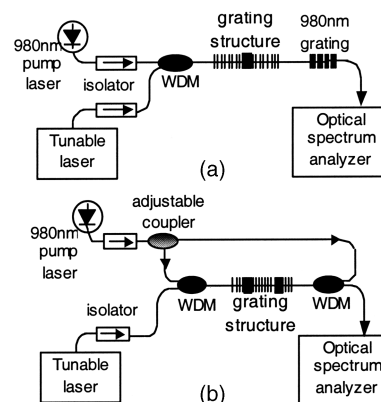 grating
structure
980nm
grating
980nm
pump
laser
isolator
WDM
Tunable
laser
Optical
spectrum
analyzer
(a)
adjustable
coupler
980nm
pump
laser
isolator
WDM
grating
structure
WDM
Tunable
laser
Optical
spectrum
analyzer
(b)